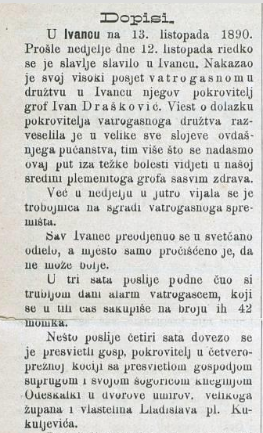 Dopisi.
U Ivancu na 13. listopada 1890.
Prošle nedjelje dne 12. listopada riedko
se je slavlje slavilo u Ivancu. Nakazao
je svoj visoki posjet vatrogasnomu
družtvu u Ivancu njegov pokrovitelj
grof Ivan Drašković. Viest o dolazku
pokrovitelja vatrogasnoga družtva raz-
veselila je u velike sve slojeve ovdaš-
njega pučanstva, tim više što se nadasmo
ovaj put iza težke bolesti vidjeti u našoj
sredini plemenitoga grofa sasvim zdrava.
Već u nedjelju u jutro vijala se je
trobojnica na sgradi vatrogasnoga spre-
mišta.
Sav Ivanec preodjenuo se u svetčano
odielo, a mjesto samo pročišćeno je, da
ne može bolje.
U tri sata poslije podne čuo si
trubljom dani alarm vatrogascem, koji
se u tili čas sakupiše na broju ih 42
momka.
Nešto poslije četiri sata dovezo se
je presvietli gosp. pokrovitelj u četvero-
prežnoj kociji sa presvietlom gospodjom
suprugom i svojom šogoricom kneginjom
Odeskalki u dvorove umirov. velikoga
župana i vlastelina Ladislava pl. Ku-
kuljevića.